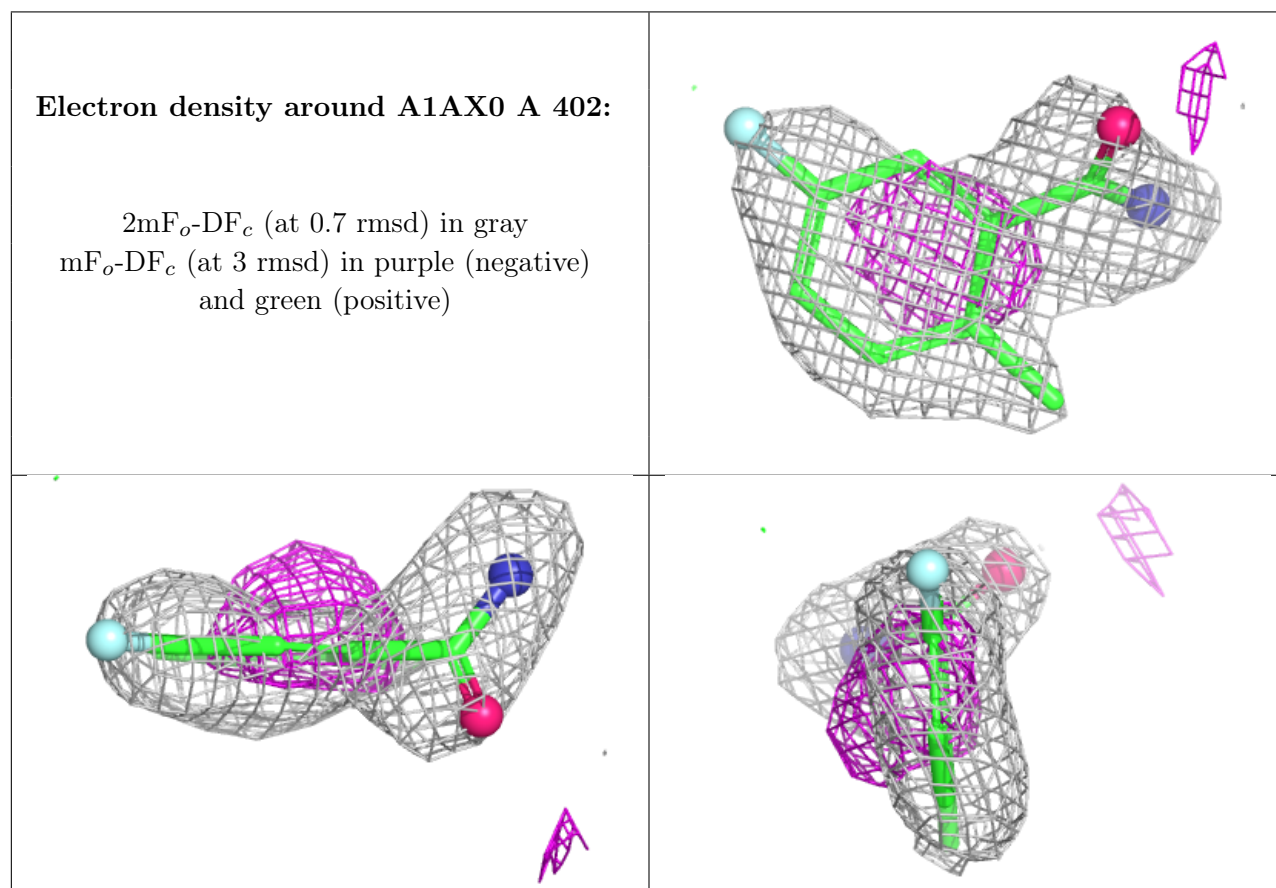 Electron density around A1AX0 A 402:
2mFo-DFc (at 0.7 rmsd) in gray
mFo-DFc (at 3 rmsd) in purple (negative)
and green (positive)